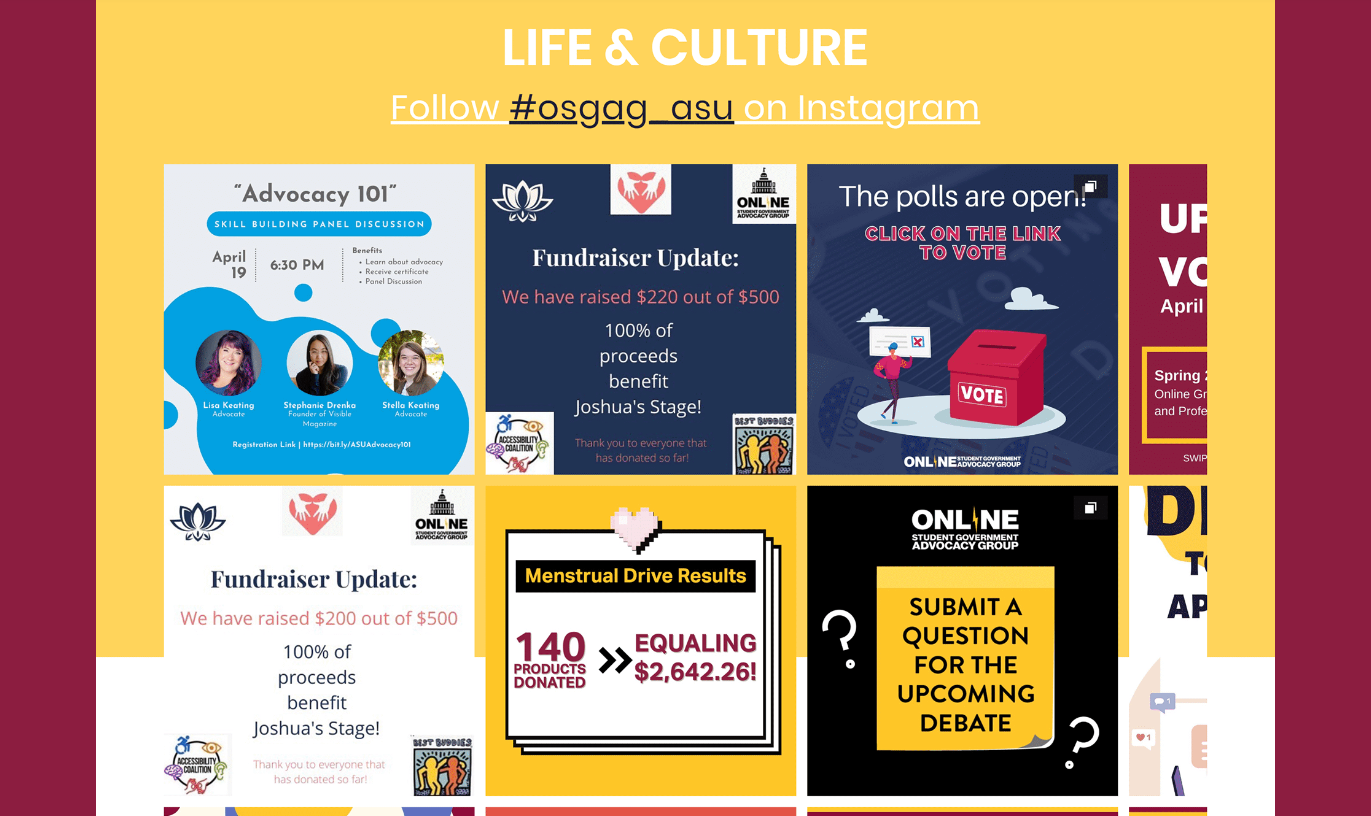 LIFE & CULTURE
Follow #osgag_asu on Instagram
“Advocacy 101”
SKILL BUILDING PANEL DISCUSSION
April
19
6:30 PM
Benefits
• Learn about advocacy
• Receive certificate
• Panel Discussion
Lisa Keating
Advocate
Stephanie Drenka
Founder of Visible
Magazine
Stella Keating
Advocate
Registration Link | https://bit.ly/ASUAdvocacy101
ONLINE
STUDENT GOVERNMENT
ADVOCACY GROUP
Fundraiser Update:
We have raised $220 out of $500
100% of
proceeds
benefit
Joshua's Stage!
ACCESSIBILITY
COALITION
Thank you to everyone that
has donated so far!
BEST BUDDIES
The polls are open!
CLICK ON THE LINK
TO VOTE
VOTE
ONLINE STUDENT GOVERNMENT
ADVOCACY GROUP
UP
VO
April
Spring 2
Online Gr
and Profe
SWIP
ONLINE
STUDENT GOVERNMENT
ADVOCACY GROUP
Fundraiser Update:
We have raised $200 out of $500
100% of
proceeds
benefit
Joshua's Stage!
ACCESSIBILITY
COALITION
Thank you to everyone that
has donated so far!
BEST BUDDIES
Menstrual Drive Results
140
PRODUCTS
DONATED
EQUALING
$2,642.26!
ONLINE
STUDENT GOVERNMENT
ADVOCACY GROUP
SUBMIT A
QUESTION
FOR THE
UPCOMING
DEBATE
? ?
DI
TO
AP
1
1